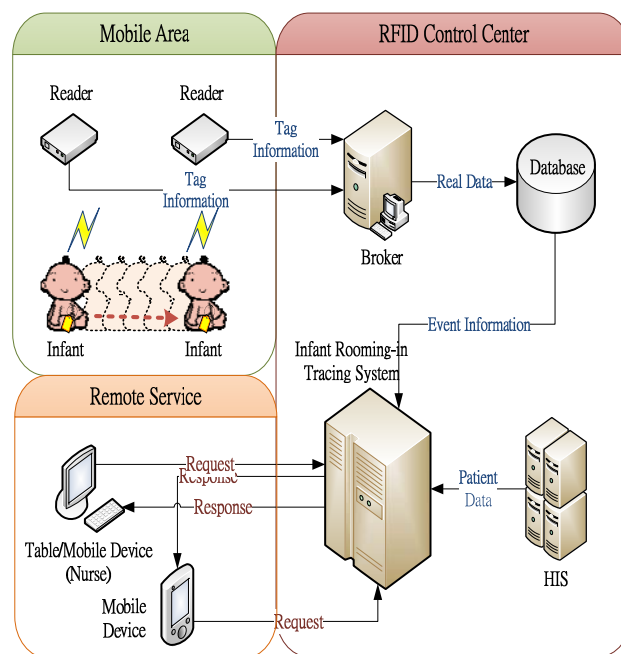 Mobile Area
RFID Control Center
Reader
Reader
Tag
Information
Tag
Information
Real Data
Database
Broker
Infant
Infant
Event Information
Infant Rooming-in
Tracing System
Remote Service
Request
Response
Response
Patient
Data
Table/Mobile Device
(Nurse)
HIS
Mobile
Device
Request